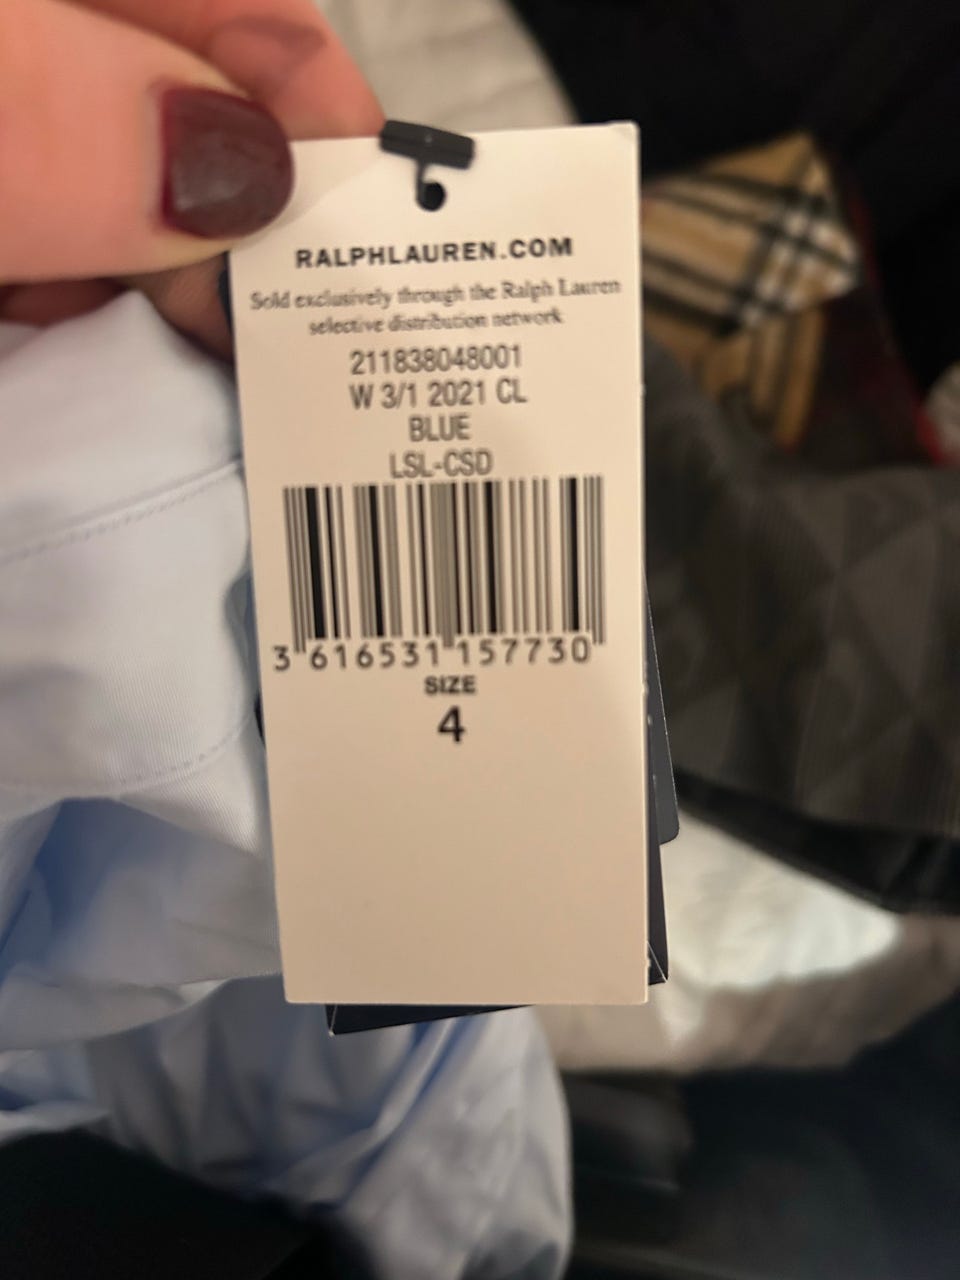 RALPHLAUREN.COM
Sold exclusively through the Ralph Lauren
selective distribution network
211838048001
W 3/1 2021 CL
BLUE
LSL-CSD
3 616531 157730
SIZE
4